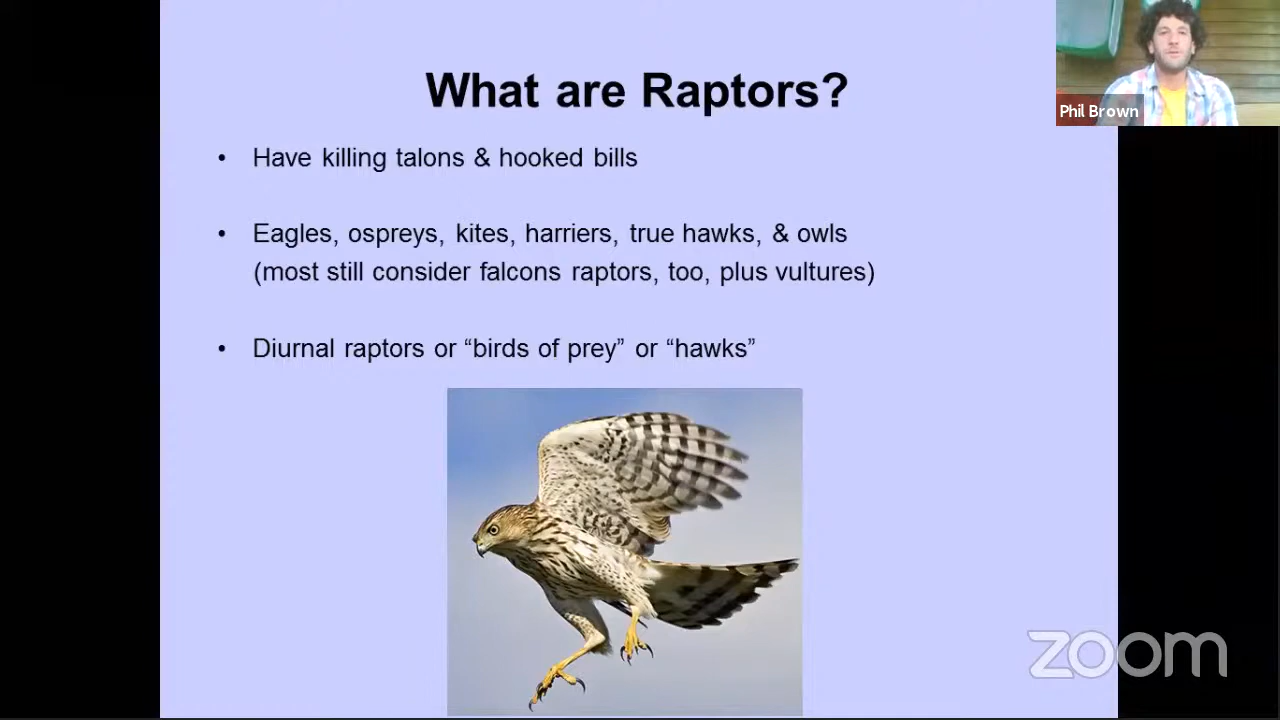 What are Raptors?
Phil Brown
• Have killing talons & hooked bills
• Eagles, ospreys, kites, harriers, true hawks, & owls
(most still consider falcons raptors, too, plus vultures)
• Diurnal raptors or “birds of prey” or “hawks”
zoom